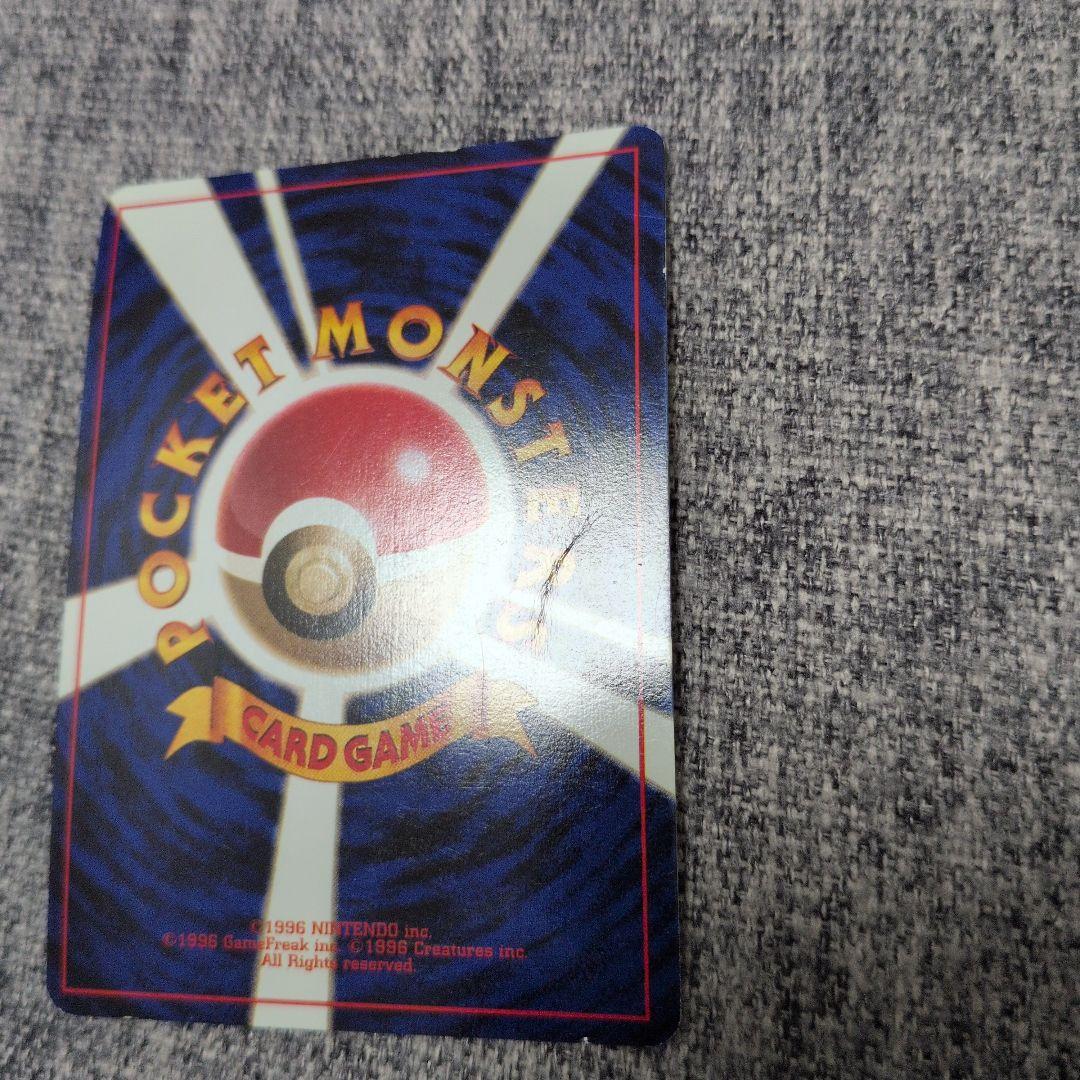 POCKET MONSTERS
CARD GAME
©1996 NINTENDO inc.
©1996 GameFreak inc. ©1996 Creatures inc.
All Rights reserved.